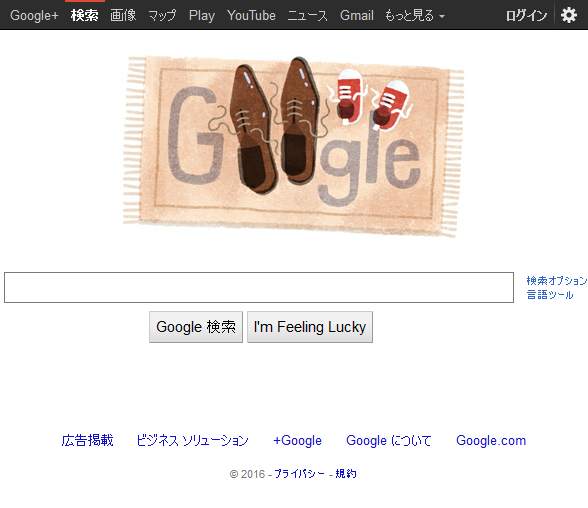 Google+ 検索 画像 マップ Play YouTube ニュース Gmail もっと見る ログイン
Google
検索オプション
言語ツール
Google 検索 I'm Feeling Lucky
広告掲載 ビジネス ソリューション +Google Google について Google.com
© 2016 - プライバシー - 規約